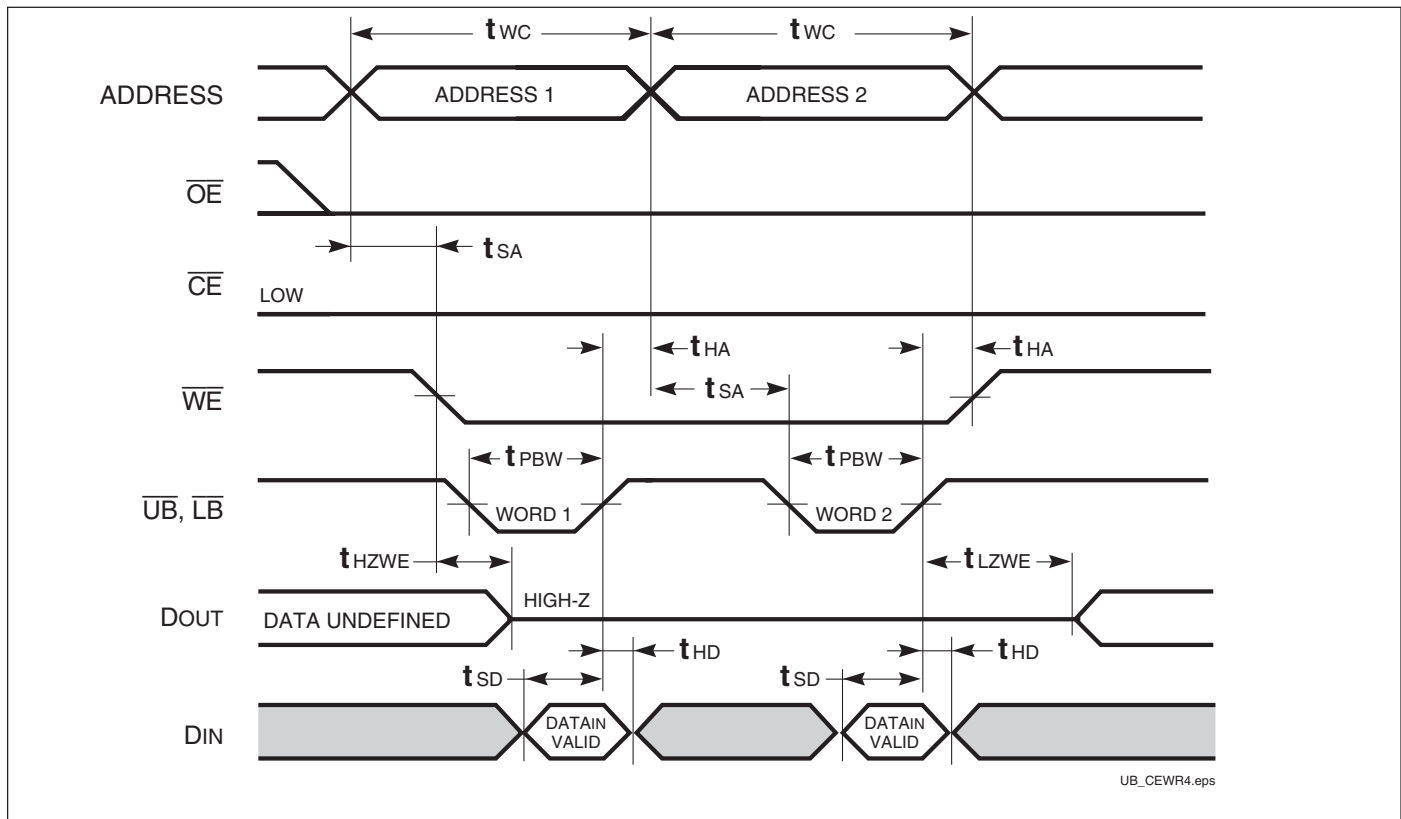 tWC tWC
ADDRESS ADDRESS 1 ADDRESS 2
OE
tSA
CE LOW
tHA tHA
WE tSA
tPBW tPBW
UB, LB WORD 1 WORD 2
tHZWE tLZWE
DOUT DATA UNDEFINED HIGH-Z
tHD tHD
tSD tSD
DIN DATAIN VALID DATAIN VALID
UB_CEWR4.eps